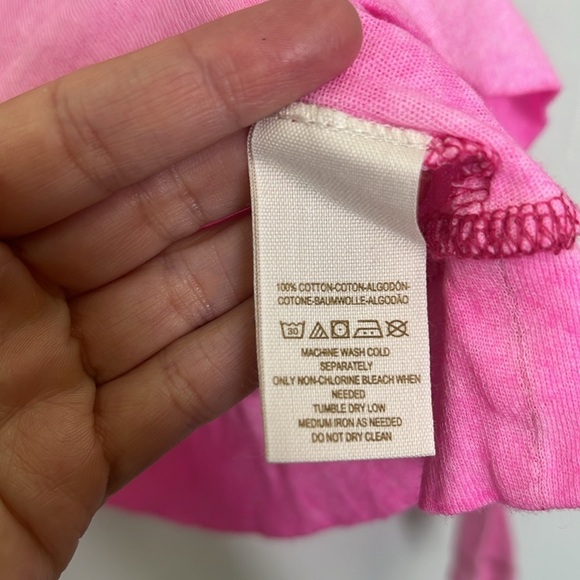 100% COTTON-COTON-ALGODÓN-
COTONE-BAUMWOLLE-ALGODÃO
30
MACHINE WASH COLD
SEPARATELY
ONLY NON-CHLORINE BLEACH WHEN
NEEDED
TUMBLE DRY LOW
MEDIUM IRON AS NEEDED
DO NOT DRY CLEAN